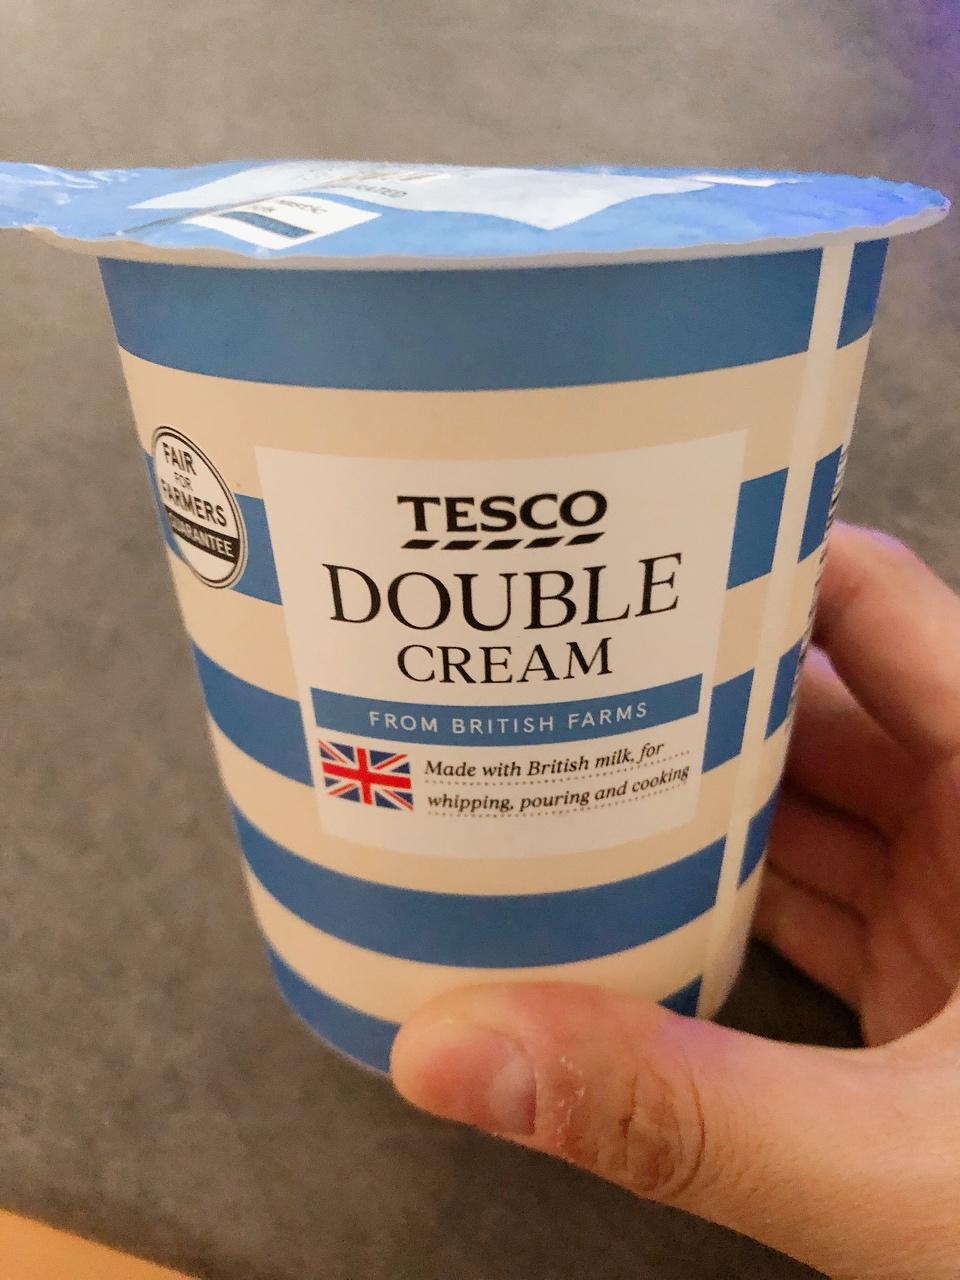 FAIR
FOR
FARMERS
GUARANTEE
TESCO
DOUBLE
CREAM
FROM BRITISH FARMS
Made with British milk, for
whipping, pouring and cooking